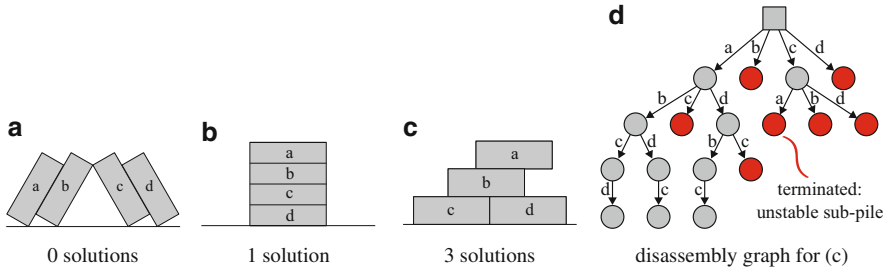 a
a b c d
0 solutions
b
a
b
c
d
1 solution
c
a
b
c d
3 solutions
d
a b c d
b c d a b d
c d b c
d c c
terminated:
unstable sub-pile
disassembly graph for (c)